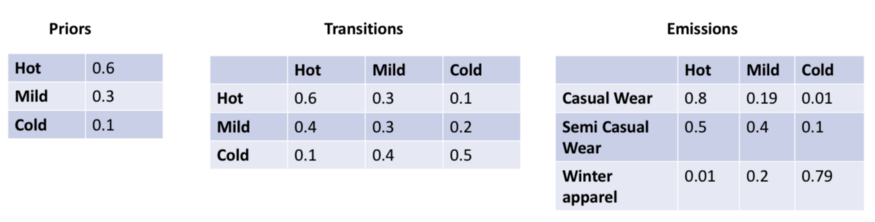 Priors
Hot 0.6
Mild 0.3
Cold 0.1
Transitions
Hot Mild Cold
Hot 0.6 0.3 0.1
Mild 0.4 0.3 0.2
Cold 0.1 0.4 0.5
Emissions
Hot Mild Cold
Casual Wear 0.8 0.19 0.01
Semi Casual 0.5 0.4 0.1
Wear
Winter 0.01 0.2 0.79
apparel